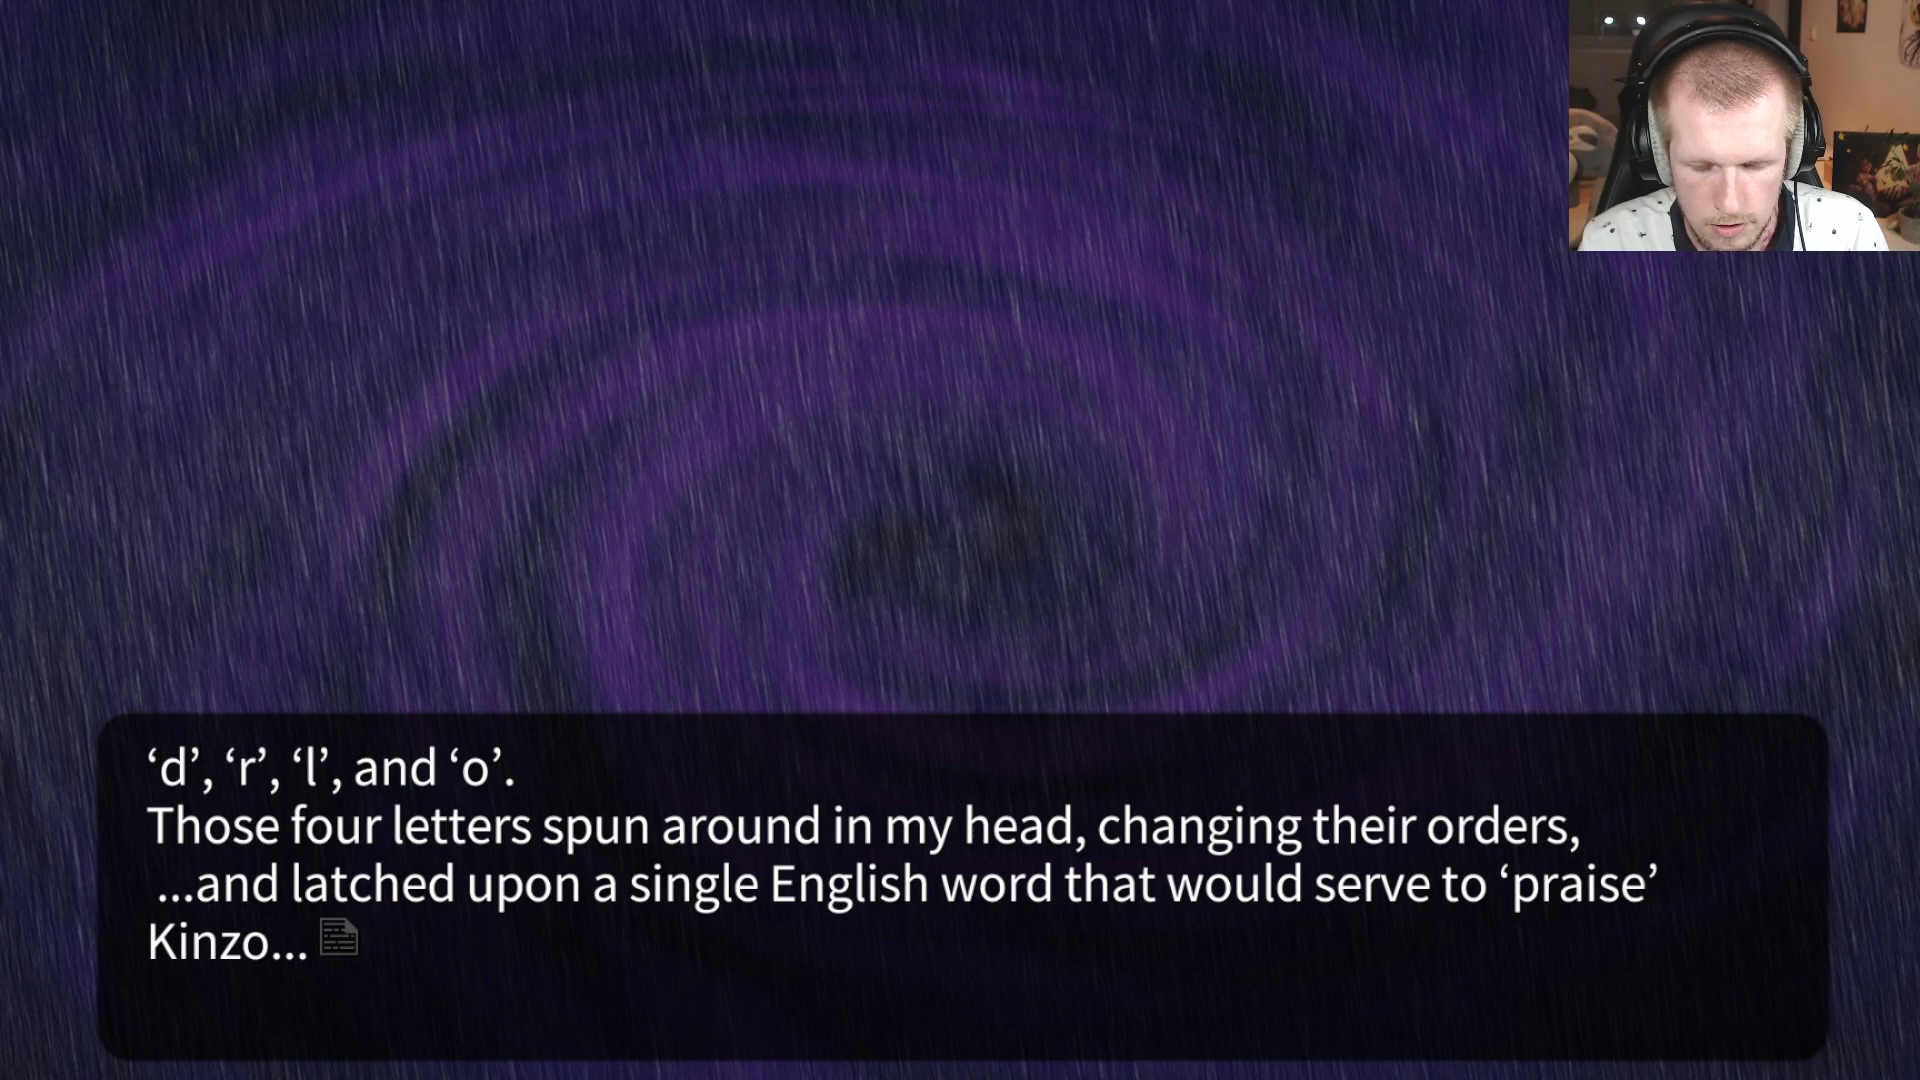 ‘d’, ‘r’, ‘l’, and ‘o’.
Those four letters spun around in my head, changing their orders,
...and latched upon a single English word that would serve to ‘praise’
Kinzo...